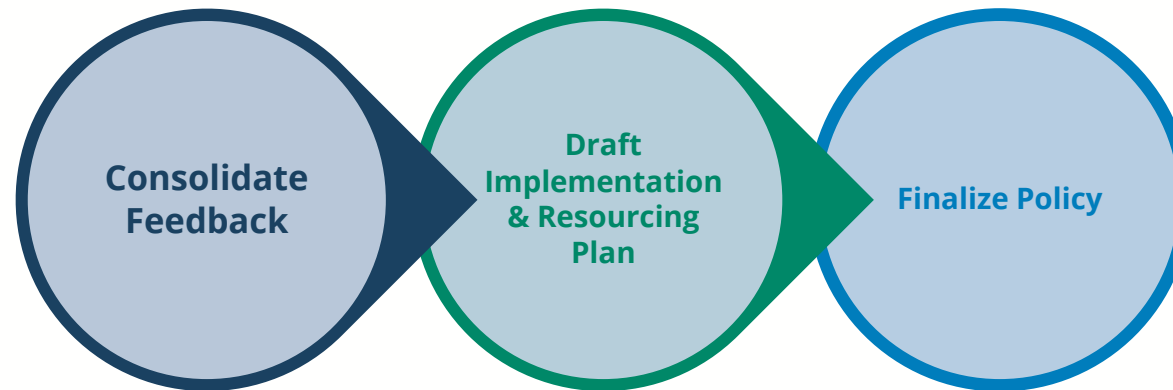 Consolidate
Feedback
Draft
Implementation
& Resourcing
Plan
Finalize Policy